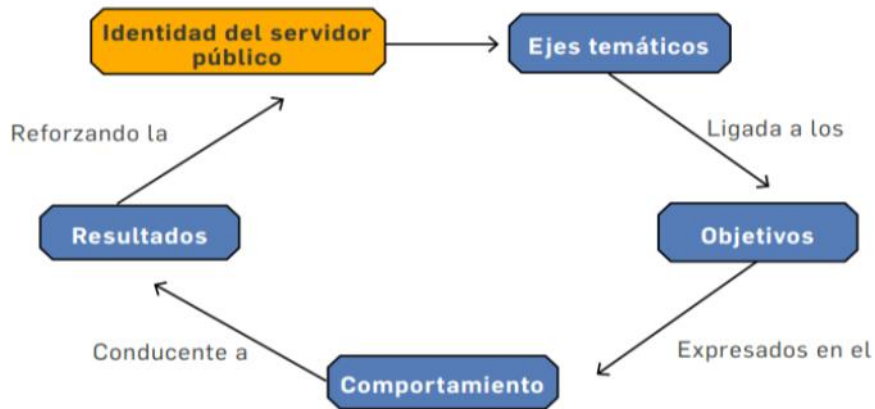 Identidad del servidor
público
Ejes temáticos
Reforzando la
Ligada a los
Resultados
Objetivos
Conducente a
Expresados en el
Comportamiento